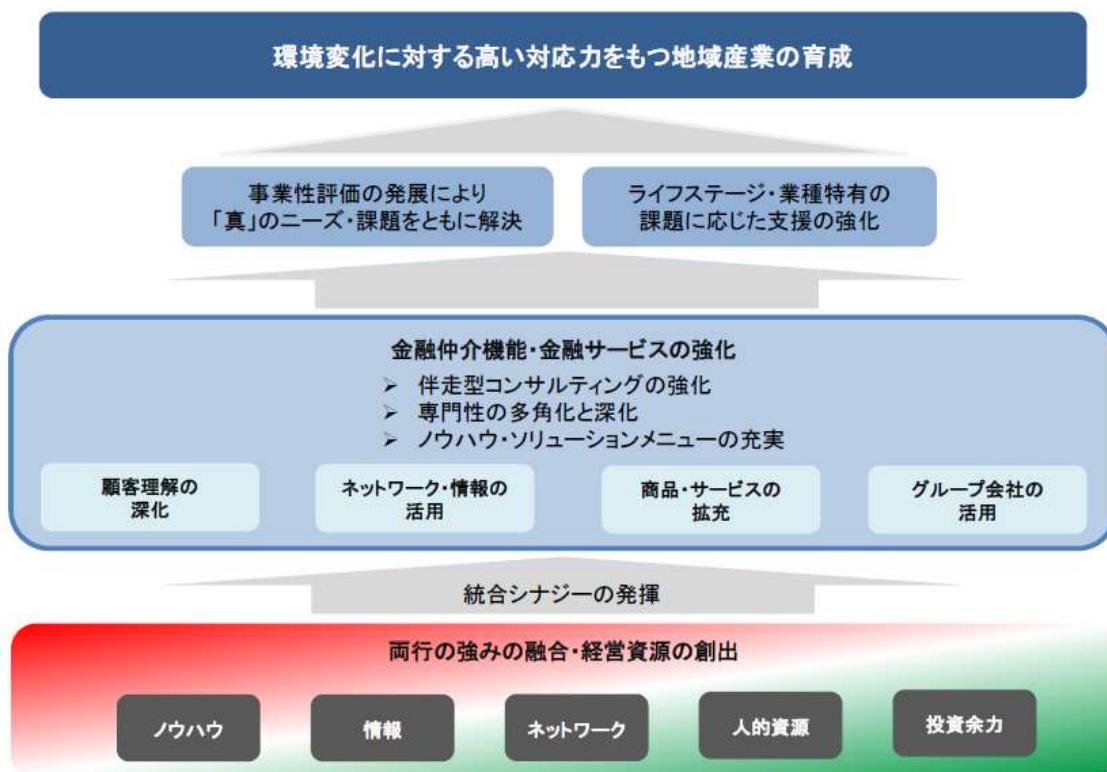 環境変化に対する高い対応力をもつ地域産業の育成
事業性評価の発展により
「真」のニーズ・課題をともに解決
ライフステージ・業種特有の
課題に応じた支援の強化
金融仲介機能・金融サービスの強化
➢ 伴走型コンサルティングの強化
➢ 専門性の多角化と深化
➢ ノウハウ・ソリューションメニューの充実
顧客理解の
深化
ネットワーク・情報の
活用
商品・サービスの
拡充
グループ会社の
活用
統合シナジーの発揮
両行の強みの融合・経営資源の創出
ノウハウ
情報
ネットワーク
人的資源
投資余力